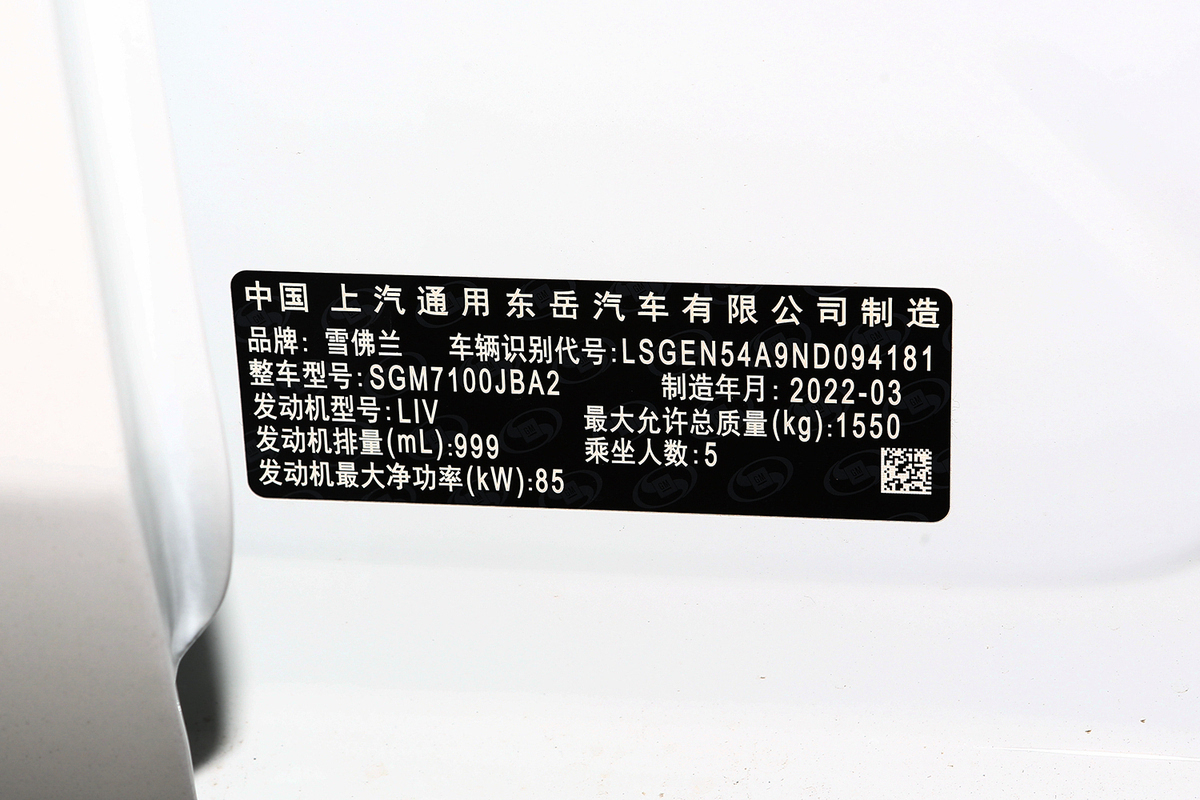 中国 上汽通用东岳汽车有限公司制造
品牌: 雪佛兰 车辆识别代号:LSGEN54A9ND094181
整车型号:SGM7100JBA2 制造年月: 2022-03
发动机型号:LIV 最大允许总质量(kg):1550
发动机排量(mL):999 乘坐人数:5
发动机最大净功率(kW):85